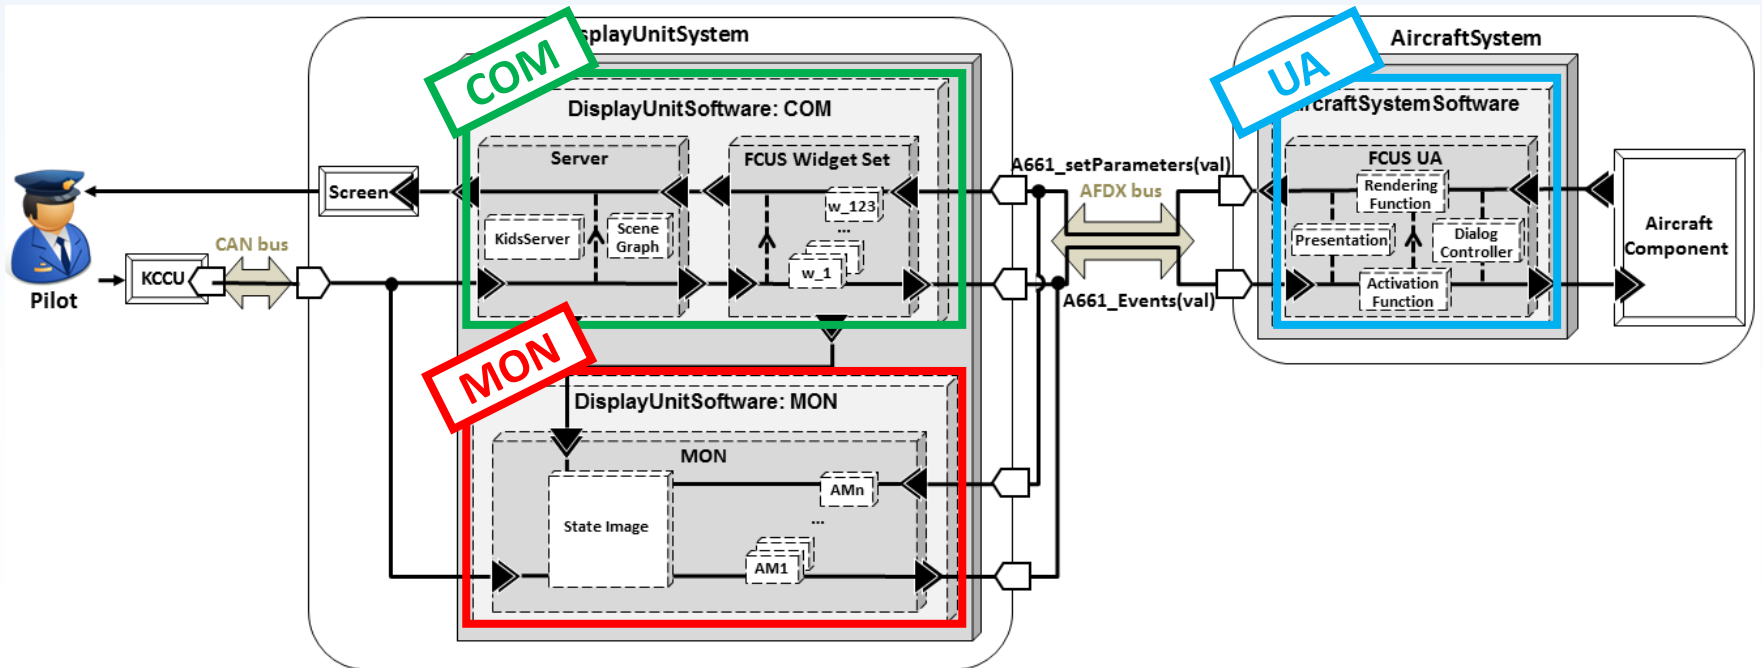 COM
splayUnitSystem
DisplayUnitSoftware: COM
Server
FCUS Widget Set
KidsServer
Scene
Graph
w_123
...
w_1
Screen
Pilot
KCCU
CAN bus
MON
DisplayUnitSoftware: MON
MON
State Image
AMn
...
AM1
A661_setParameters(val)
AFDX bus
A661_Events(val)
UA
AircraftSystem
ircraftSystemSoftware
FCUS UA
Rendering
Function
Presentation
Dialog
Controller
Activation
Function
Aircraft
Component